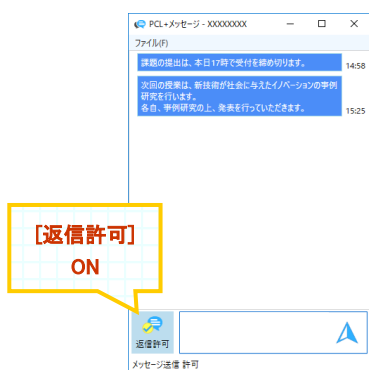 PCL+メッセージ - XXXXXXXX
ファイル(F)
課題の提出は、本日17時で受付を締め切ります。
14:58
次回の授業は、新技術が社会に与えたイノベーションの事例
研究を行います。
各自、事例研究の上、発表を行っていただきます。
15:25
[返信許可]
ON
返信許可
メッセージ送信 許可